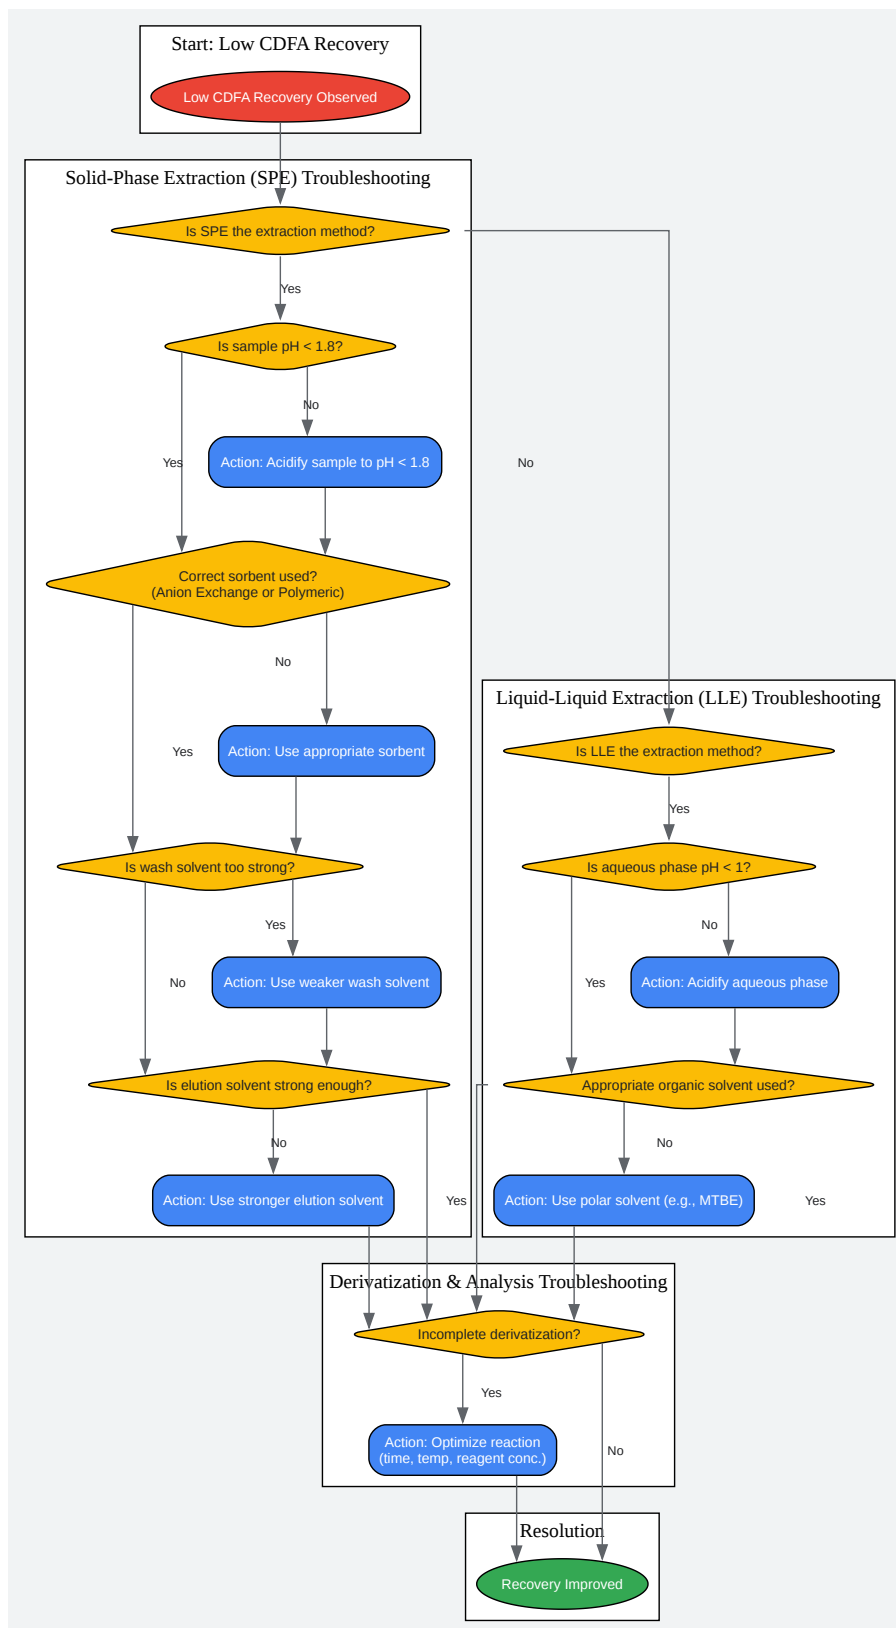 Start: Low CDFA Recovery
Low CDFA Recovery Observed
Solid-Phase Extraction (SPE) Troubleshooting
Is SPE the extraction method?
Yes
Is sample pH < 1.8?
No
Yes
Action: Acidify sample to pH < 1.8
No
Correct sorbent used?
(Anion Exchange or Polymeric)
No
Yes
Action: Use appropriate sorbent
Is wash solvent too strong?
Yes
Action: Use weaker wash solvent
No
Is elution solvent strong enough?
No
Action: Use stronger elution solvent
Yes
Liquid-Liquid Extraction (LLE) Troubleshooting
Is LLE the extraction method?
Yes
Is aqueous phase pH < 1?
No
Yes
Action: Acidify aqueous phase
Appropriate organic solvent used?
No
Action: Use polar solvent (e.g., MTBE)
Yes
Derivatization & Analysis Troubleshooting
Incomplete derivatization?
Yes
Action: Optimize reaction
(time, temp, reagent conc.)
No
Resolution
Recovery Improved